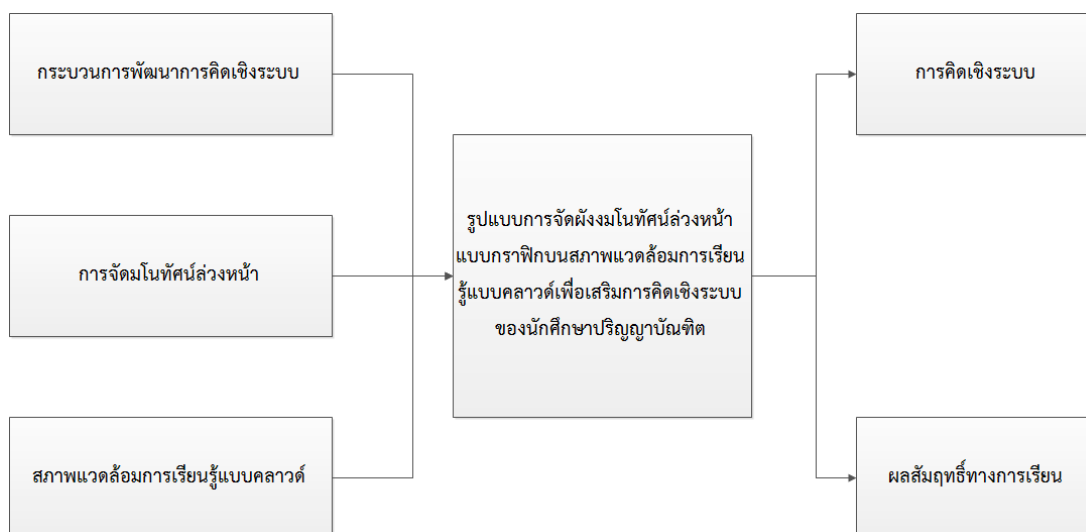 กระบวนการพัฒนาการคิดเชิงระบบ
การจัดมโนทัศน์ล่วงหน้า
สภาพแวดล้อมการเรียนรู้แบบคลาวด์
รูปแบบการจัดผังงมโนทัศน์ล่วงหน้า
แบบกราฟิกบนสภาพแวดล้อมการเรียน
รู้แบบคลาวด์เพื่อเสริมการคิดเชิงระบบ
ของนักศึกษาปริญญาบัณฑิต
การคิดเชิงระบบ
ผลสัมฤทธิ์ทางการเรียน